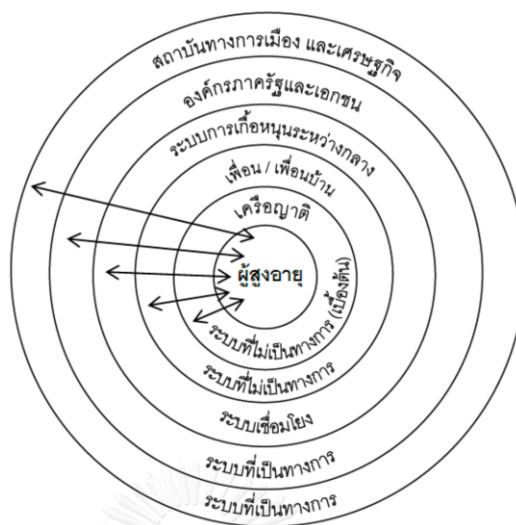 สถาบันทางการเมือง และเศรษฐกิจ
องค์กรภาครัฐและเอกชน
ระบบการเกื้อหนุนระหว่างกลาง
เพื่อน / เพื่อนบ้าน
เครือญาติ
ผู้สูงอายุ
ระบบที่ไม่เป็นทางการ (เบื้องต้น)
ระบบที่ไม่เป็นทางการ
ระบบเชื่อมโยง
ระบบที่เป็นทางการ
ระบบที่เป็นทางการ